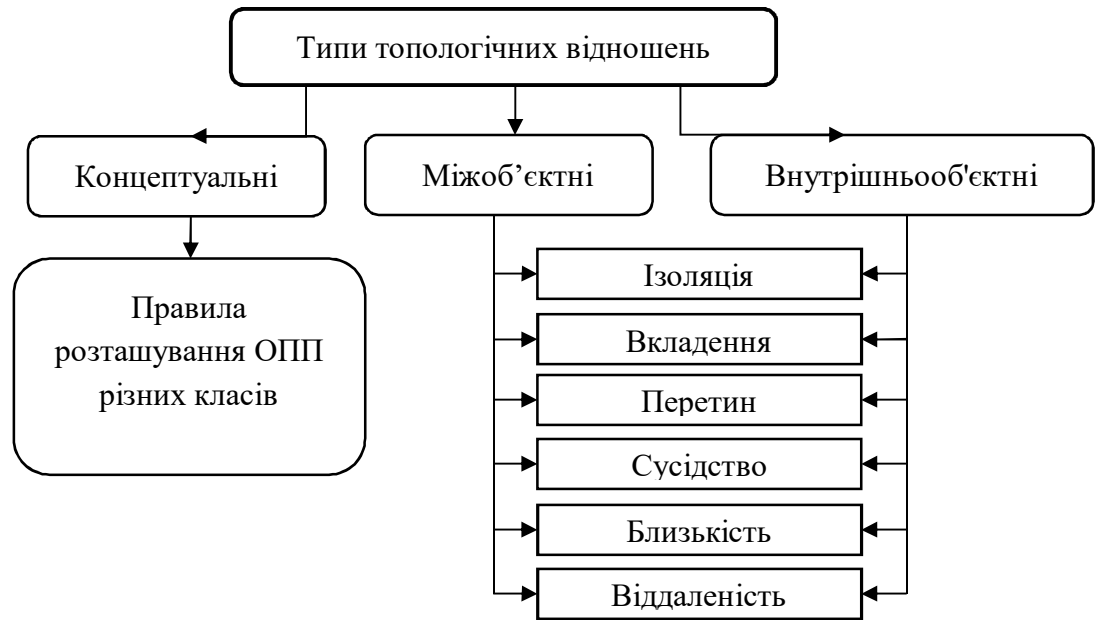 Типи топологічних відношень
Концептуальні
Міжоб’єктні
Внутрішньооб'єктні
Правила
розташування ОПП
різних класів
Ізоляція
Вкладення
Перетин
Сусідство
Близькість
Віддаленість